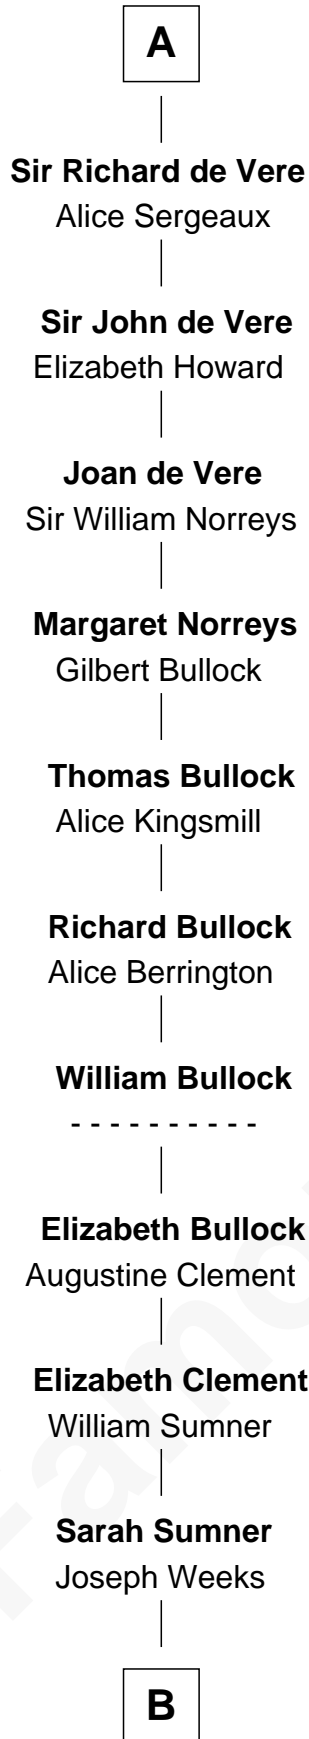 A
Sir Richard de Vere
Alice Sergeaux
Sir John de Vere
Elizabeth Howard
Joan de Vere
Sir William Norreys
Margaret Norreys
Gilbert Bullock
Thomas Bullock
Alice Kingsmill
Richard Bullock
Alice Berrington
William Bullock
- - - - - - - - - -
Elizabeth Bullock
Augustine Clement
Elizabeth Clement
William Sumner
Sarah Sumner
Joseph Weeks
B